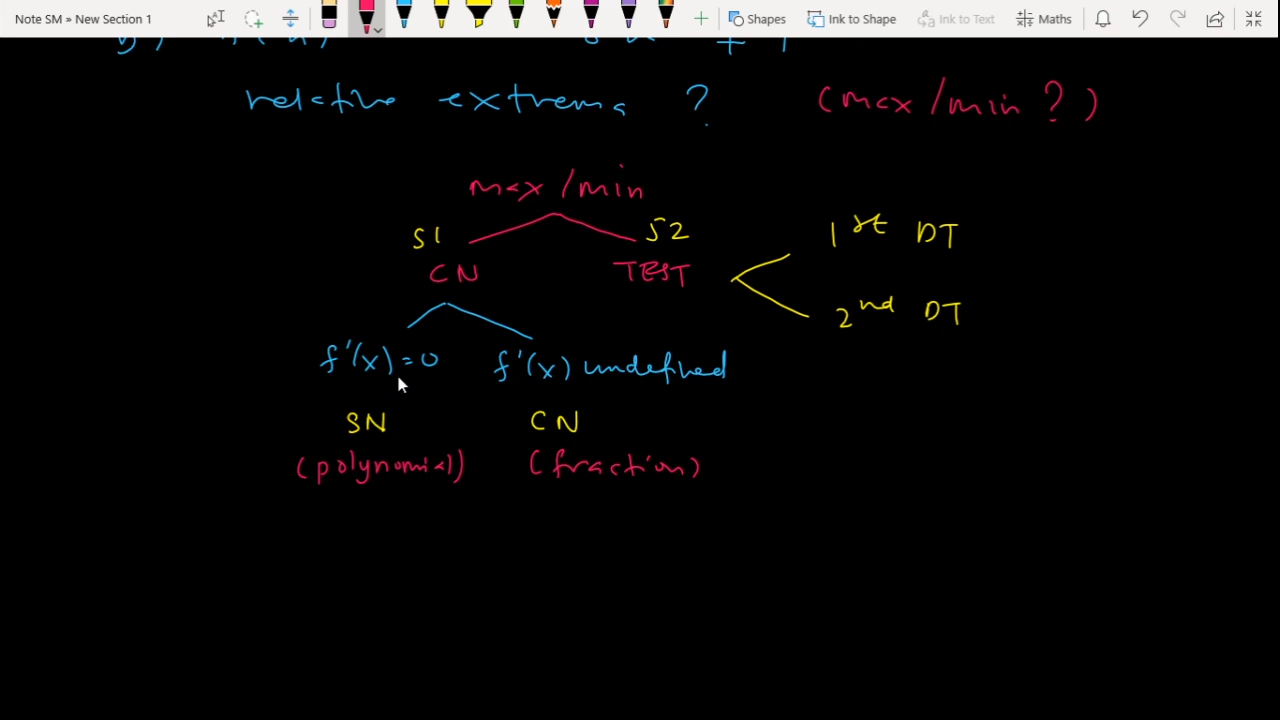 Note SM » New Section 1
Shapes
Ink to Shape
Ink to Text
Maths
relative extrema ? (max/min?)
max/min
S1 S2
CN TEST
1st DT
2nd DT
f'(x)=0 f'(x) undefined
SN CN
(polynomial) (fraction)